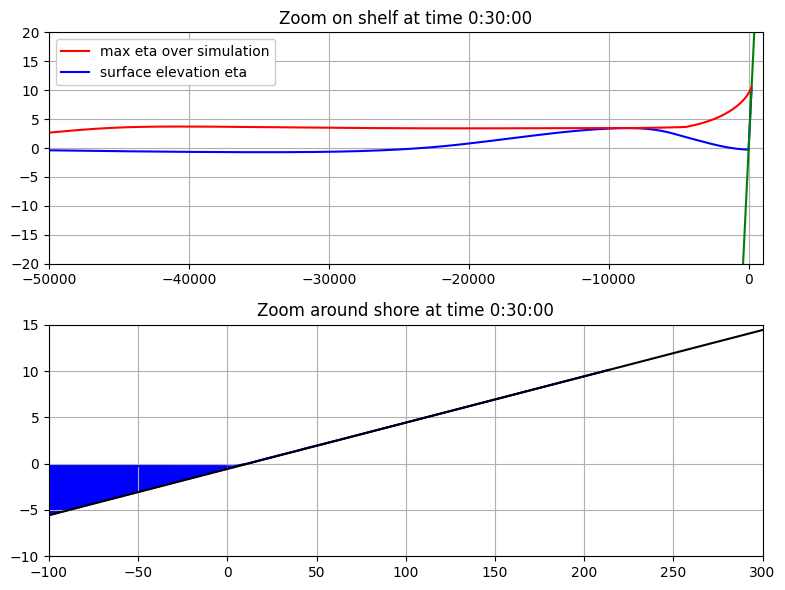 Zoom on shelf at time 0:30:00
20
15
10
5
0
−5
−10
−15
−20
max eta over simulation
surface elevation eta
−50000 −40000 −30000 −20000 −10000 0
Zoom around shore at time 0:30:00
15
10
5
0
−5
−10
−100 −50 0 50 100 150 200 250 300